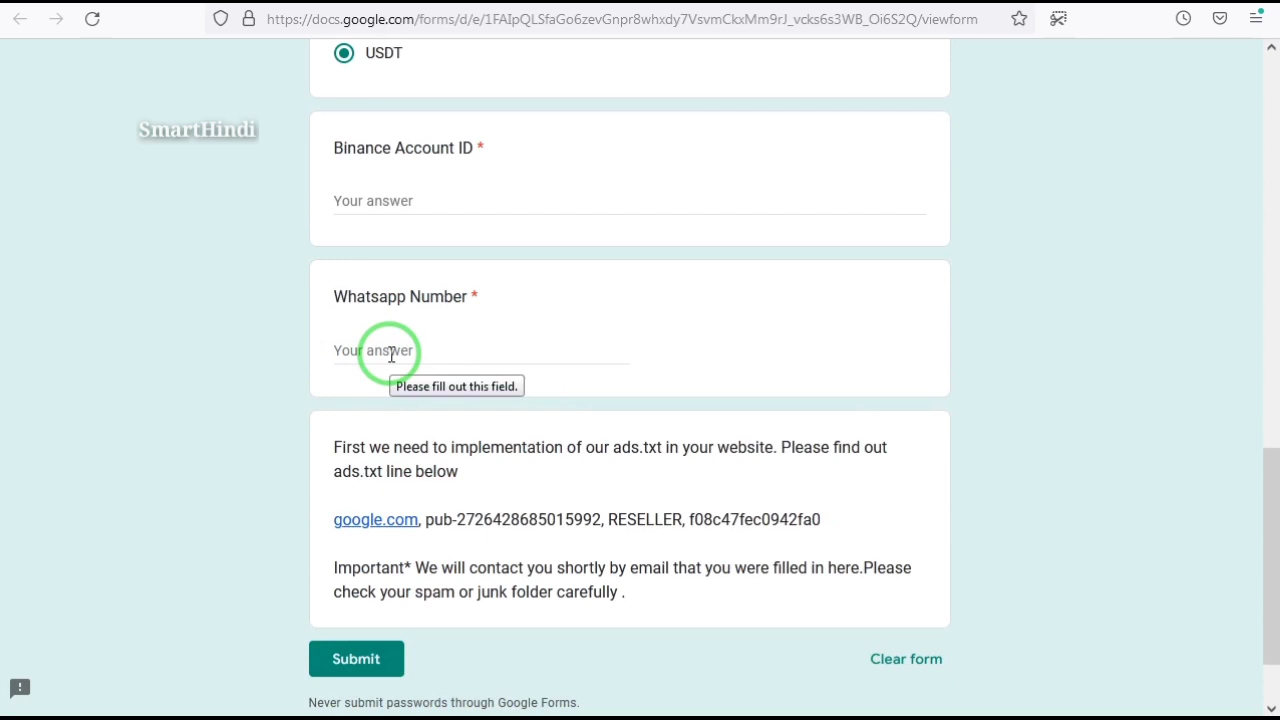 https://docs.google.com/forms/d/e/1FAIpQLSfEGo6zevGnpr8whxdy7VsvmCkxMm9rJ_vcks6s3WB_Oi6S2Q/viewform
USDT
SmartHindi
Binance Account ID *
Your answer
Whatsapp Number *
Your answer
Please fill out this field.
First we need to implementation of our ads.txt in your website. Please find out
ads.txt line below
google.com, pub-2726428685015992, RESELLER, f08c47fec0942fa0
Important* We will contact you shortly by email that you were filled in here.Please
check your spam or junk folder carefully .
Submit
Clear form
Never submit passwords through Google Forms.